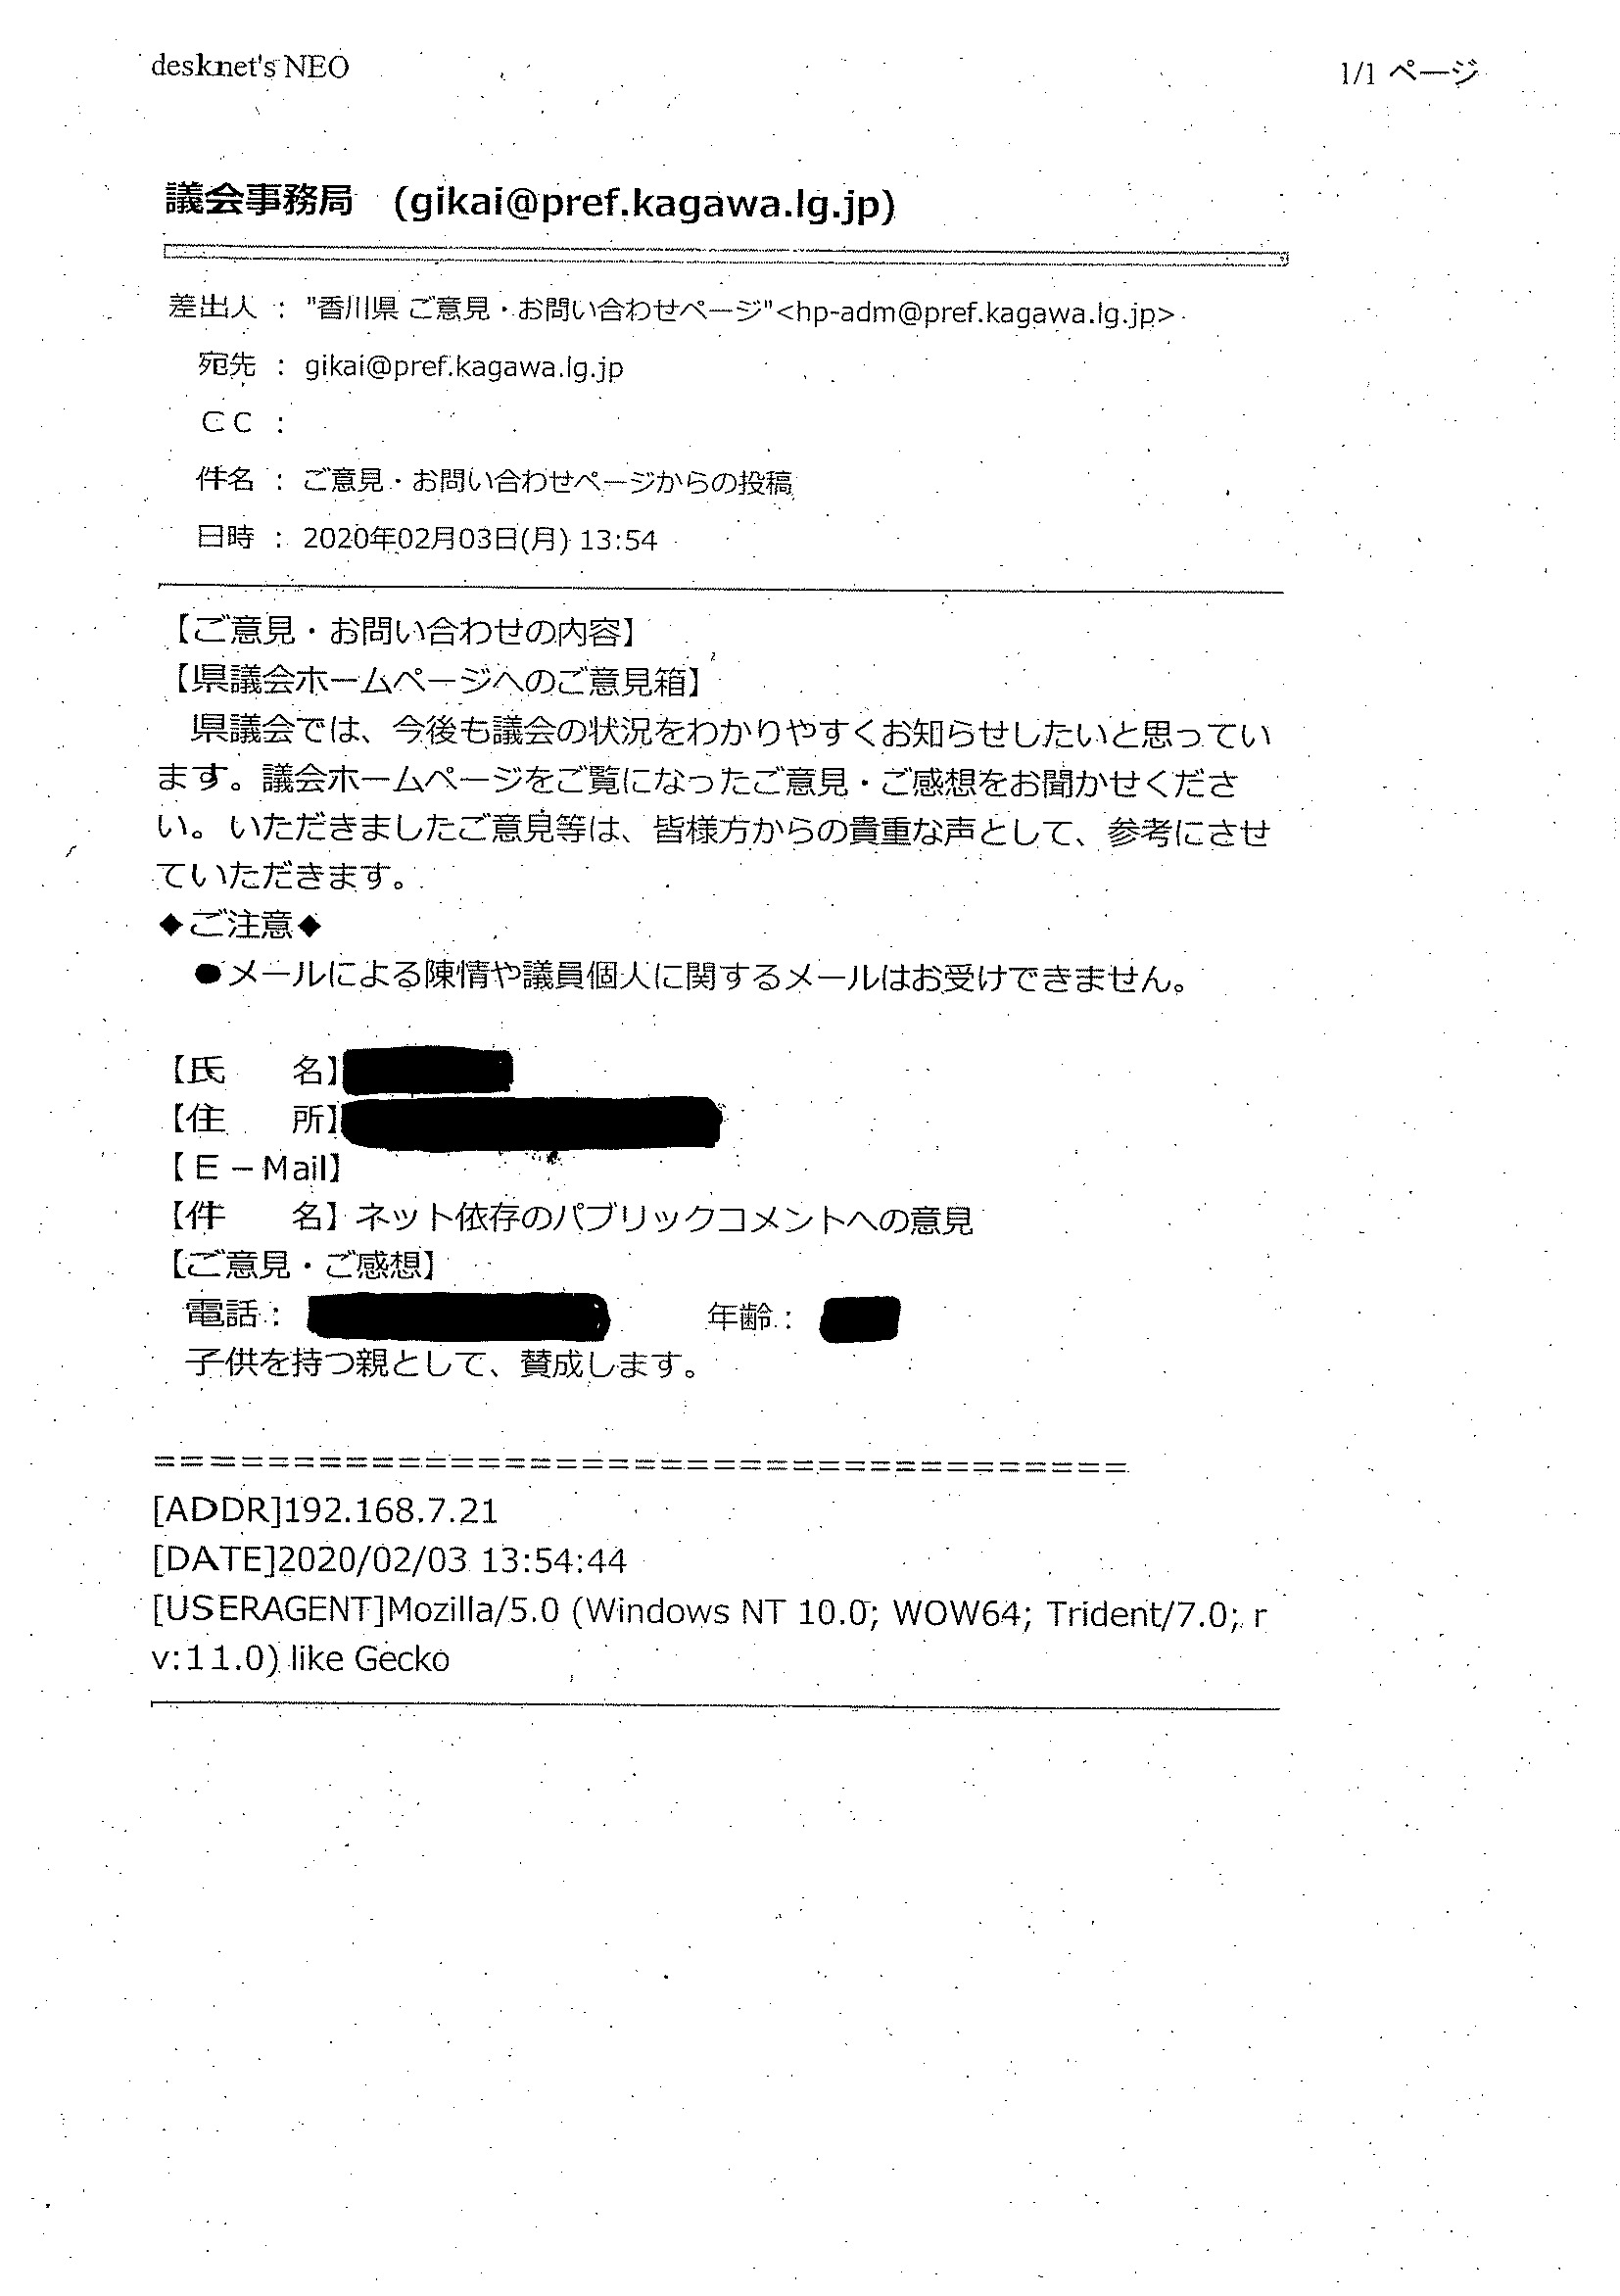 desknet's NEO
1/1 ページ
議会事務局 (gikai@pref.kagawa.lg.jp)
差出人 : "香川県 ご意見・お問い合わせページ"<hp-adm@pref.kagawa.lg.jp>
宛先 : gikai@pref.kagawa.lg.jp
ＣＣ :
件名 : ご意見・お問い合わせページからの投稿
日時 : 2020年02月03日(月) 13:54
【ご意見・お問い合わせの内容】
【県議会ホームページへのご意見箱】
　県議会では、今後も議会の状況をわかりやすくお知らせしたいと思ってい
ます。議会ホームページをご覧になったご意見・ご感想をお聞かせくださ
い。いただきましたご意見等は、皆様方からの貴重な声として、参考にさせ
ていただきます。
◆ご注意◆
　●メールによる陳情や議員個人に関するメールはお受けできません。
【氏　　名】
【住　　所】
【Ｅ－Mail】
【件　　名】ネット依存のパブリックコメントへの意見
【ご意見・ご感想】
電話：　　　年齢：
子供を持つ親として、賛成します。
=====================================
[ADDR]192.168.7.21
[DATE]2020/02/03 13:54:44
[USERAGENT]Mozilla/5.0 (Windows NT 10.0; WOW64; Trident/7.0; r
v:11.0) like Gecko